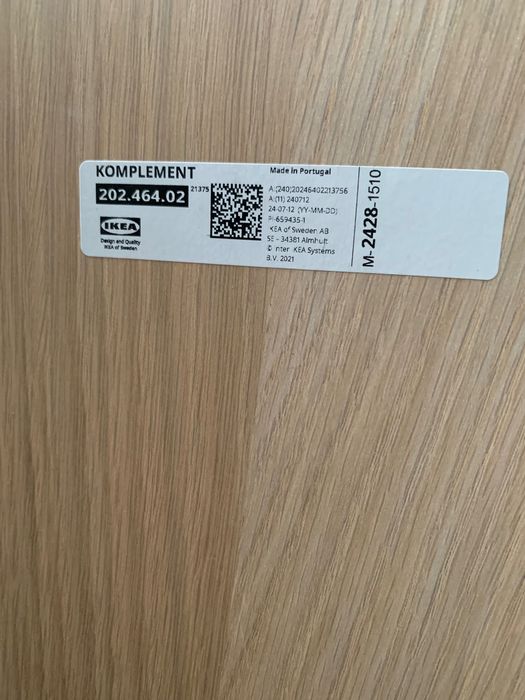 KOMPLEMENT
202.464.02
21375
IKEA
Design and Quality
IKEA of Sweden
Made in Portugal
A:(240)20246402213756
A:(11) 240712
24-07-12 (YY-MM-DD)
PI-659435-1
IKEA of Sweden AB
SE - 34381 Älmhult
© Inter IKEA Systems
B.V. 2021
M-2428-1510